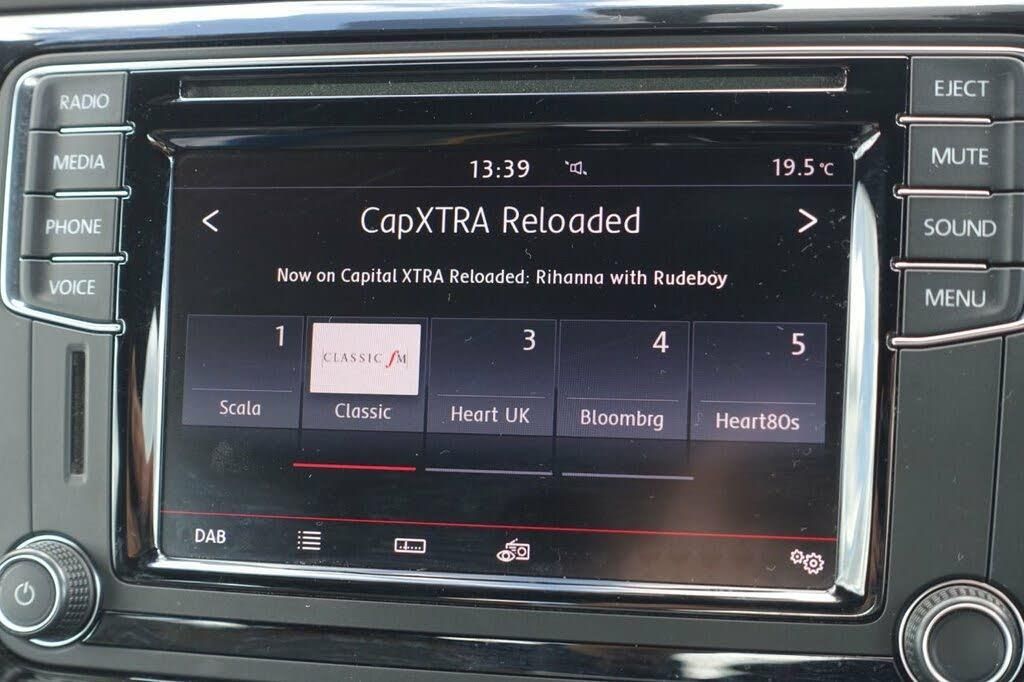 RADIO
MEDIA
PHONE
VOICE
EJECT
MUTE
SOUND
MENU
13:39 19.5°C
< CapXTRA Reloaded >
Now on Capital XTRA Reloaded: Rihanna with Rudeboy
1 3 4 5
CLASSIC fM
Scala Classic Heart UK Bloombrg Heart80s
DAB